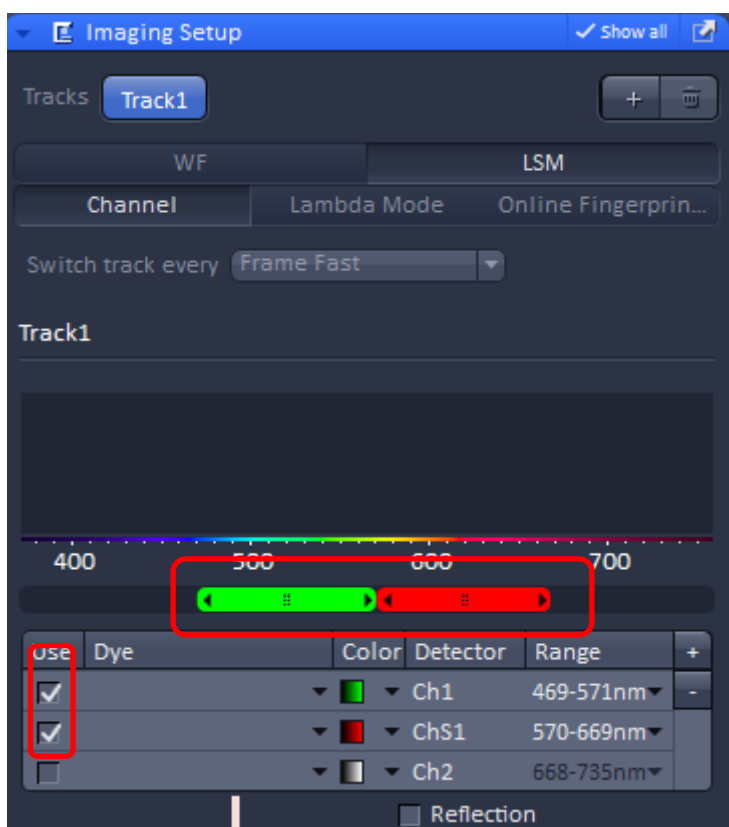 Imaging Setup Show all
Tracks Track1 +
WF LSM
Channel Lambda Mode Online Fingerprin...
Switch track every Frame Fast
Track1
400 500 600 700
Use Dye Color Detector Range +
Ch1 469-571nm -
ChS1 570-669nm
Ch2 668-735nm
Reflection